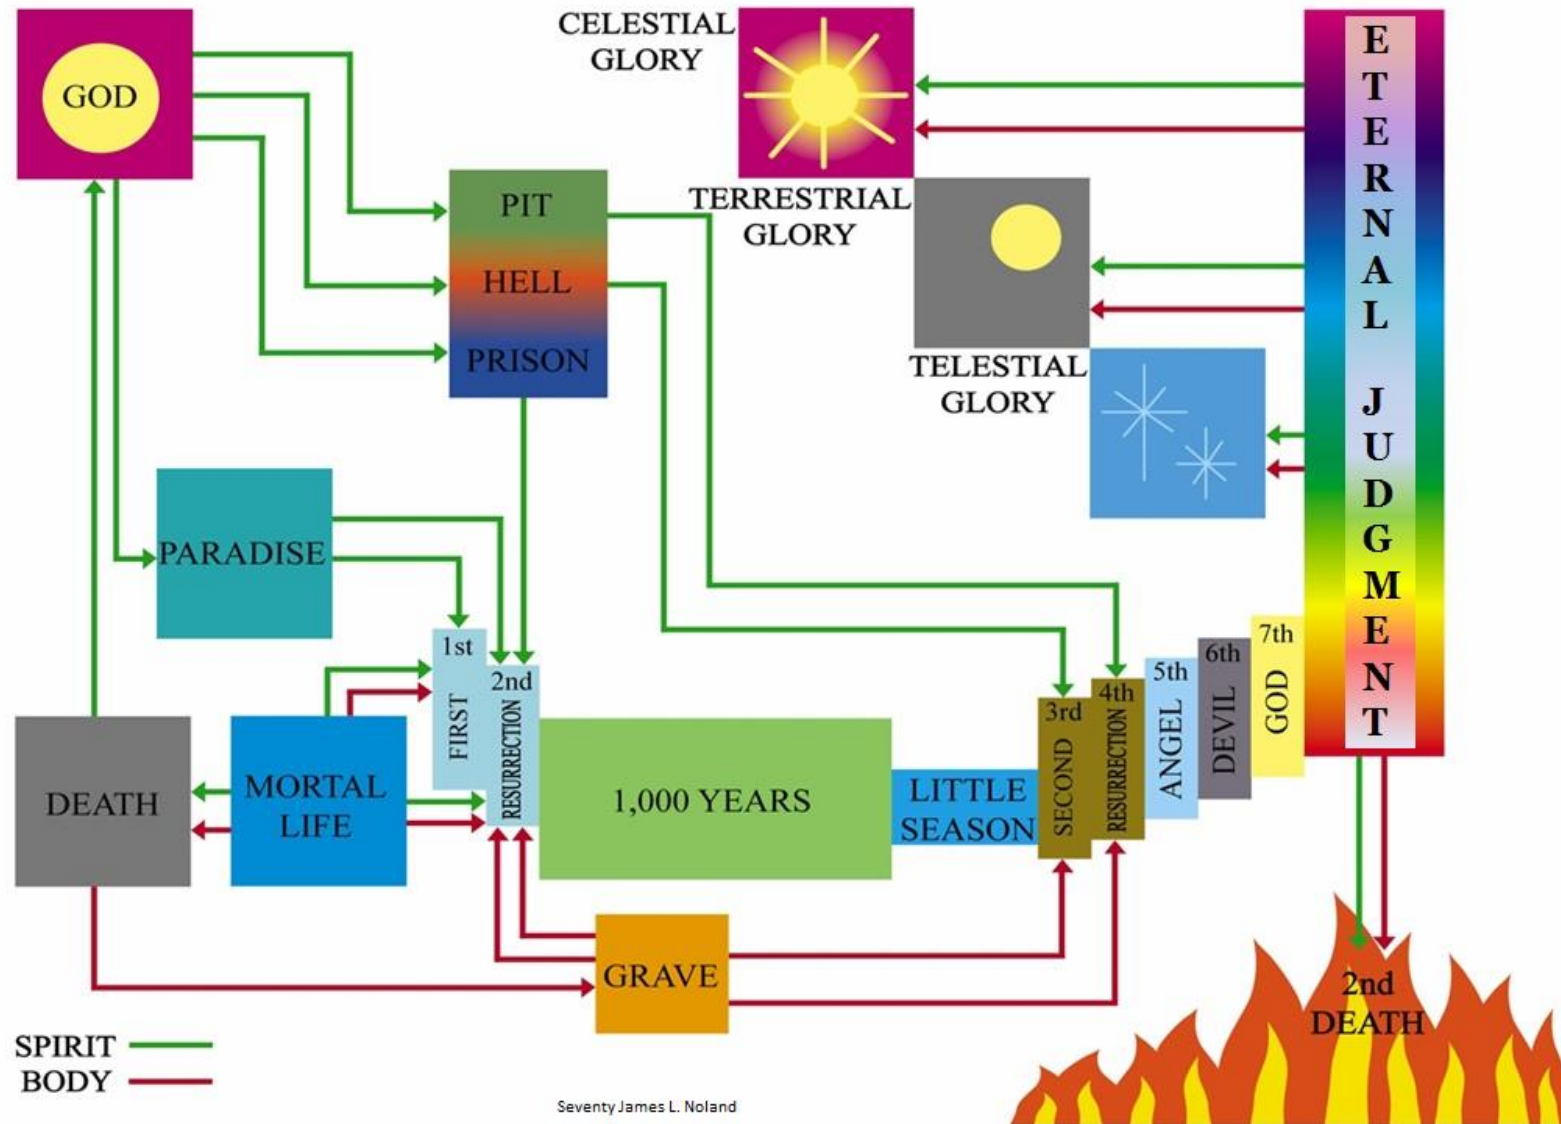 GOD
CELESTIAL
GLORY
TERRESTRIAL
GLORY
TELESTIAL
GLORY
ETERNAL
JUDGMENT
PIT
HELL
PRISON
PARADISE
DEATH
MORTAL
LIFE
1st
FIRST
2nd
RESURRECTION
1,000 YEARS
LITTLE
SEASON
3rd
SECOND
4th
RESURRECTION
5th
ANGEL
6th
DEVIL
7th
GOD
GRAVE
2nd
DEATH
SPIRIT
BODY
Seventy James L. Noland